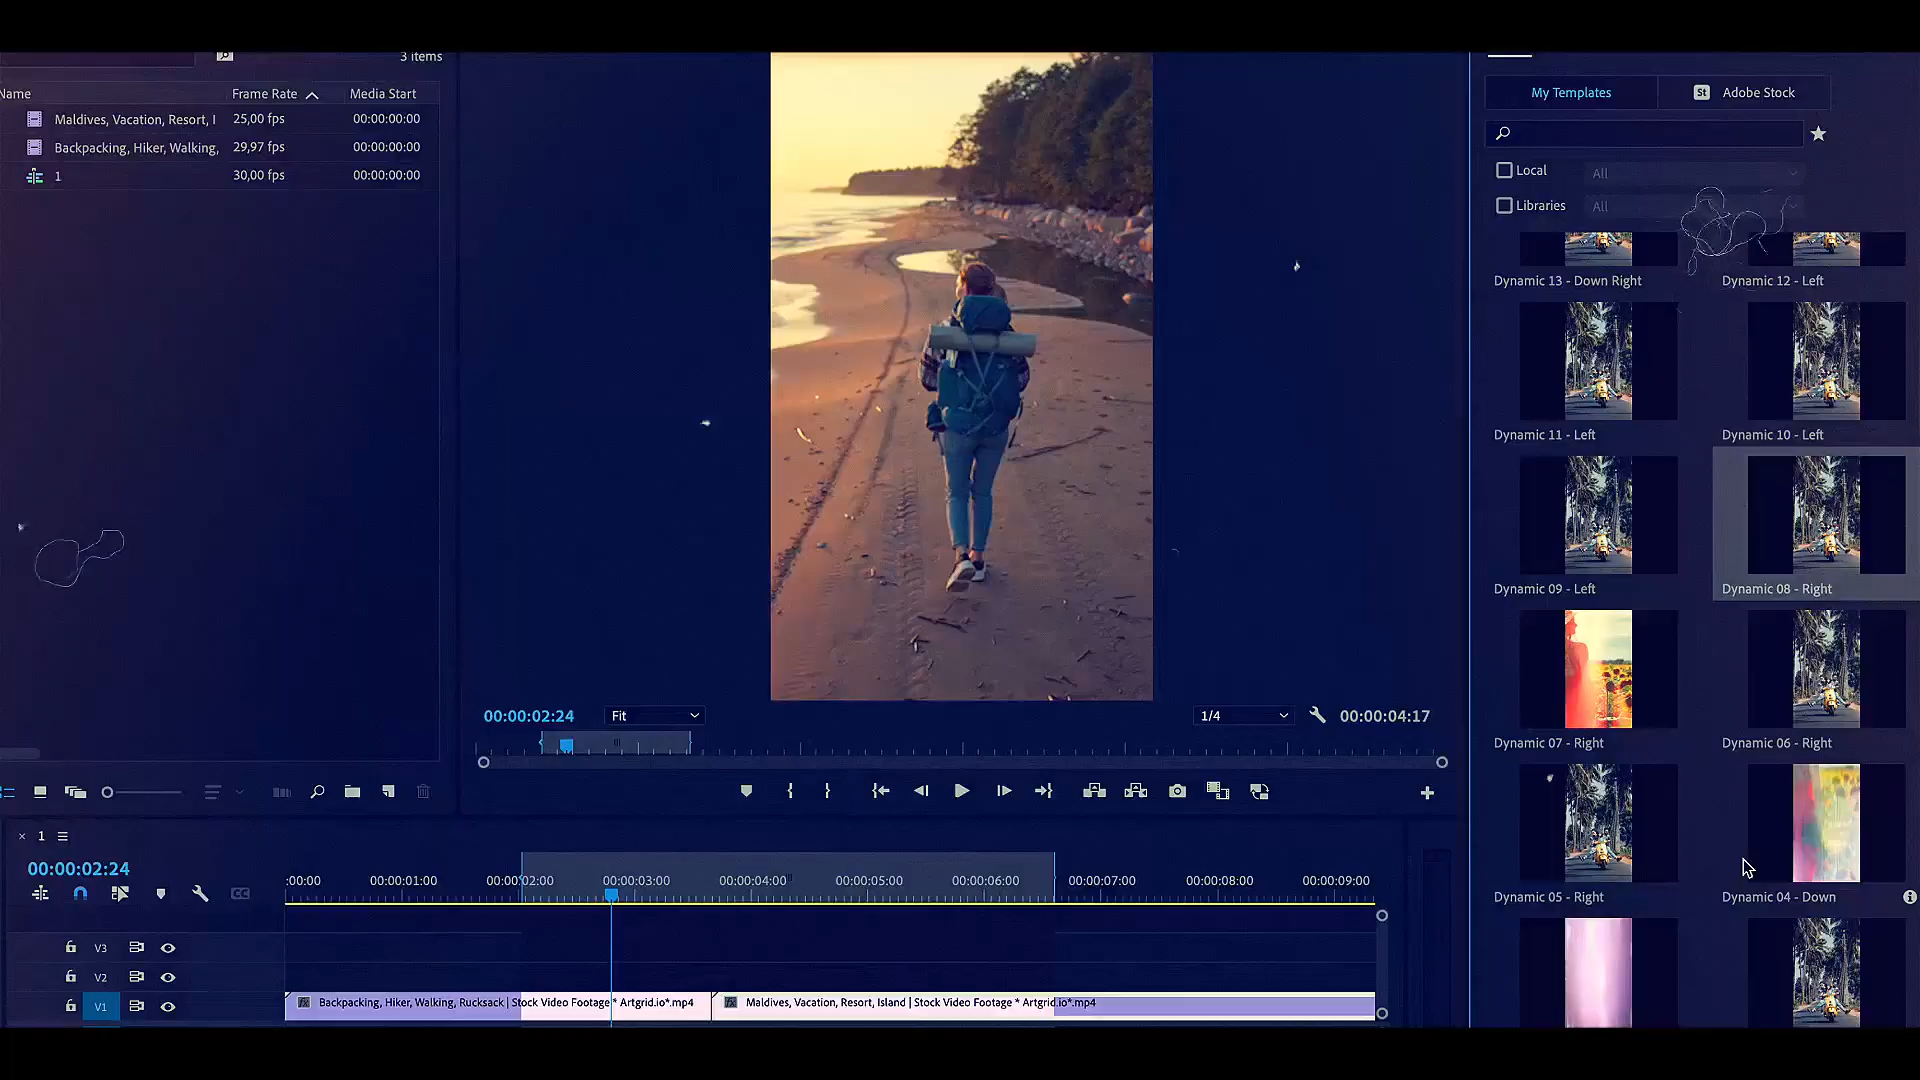 3 items
Name Frame Rate Media Start
Maldives, Vacation, Resort, I 25,00 fps 00:00:00:00
Backpacking, Hiker, Walking, 29,97 fps 00:00:00:00
1 30,00 fps 00:00:00:00
00:00:02:24 Fit 1/4 00:00:04:17
My Templates St Adobe Stock
Local All
Libraries All
Dynamic 13 - Down Right Dynamic 12 - Left
Dynamic 11 - Left Dynamic 10 - Left
Dynamic 09 - Left Dynamic 08 - Right
Dynamic 07 - Right Dynamic 06 - Right
Dynamic 05 - Right Dynamic 04 - Down
1
00:00:02:24
:00:00 00:00:01:00 00:00:02:00 00:00:03:00 00:00:04:00 00:00:05:00 00:00:06:00 00:00:07:00 00:00:08:00 00:00:09:00
CC
V3
V2
V1 fx Backpacking, Hiker, Walking, Rucksack | Stock Video Footage * Artgrid.io*.mp4 fx Maldives, Vacation, Resort, Island | Stock Video Footage * Artgrid.io*.mp4